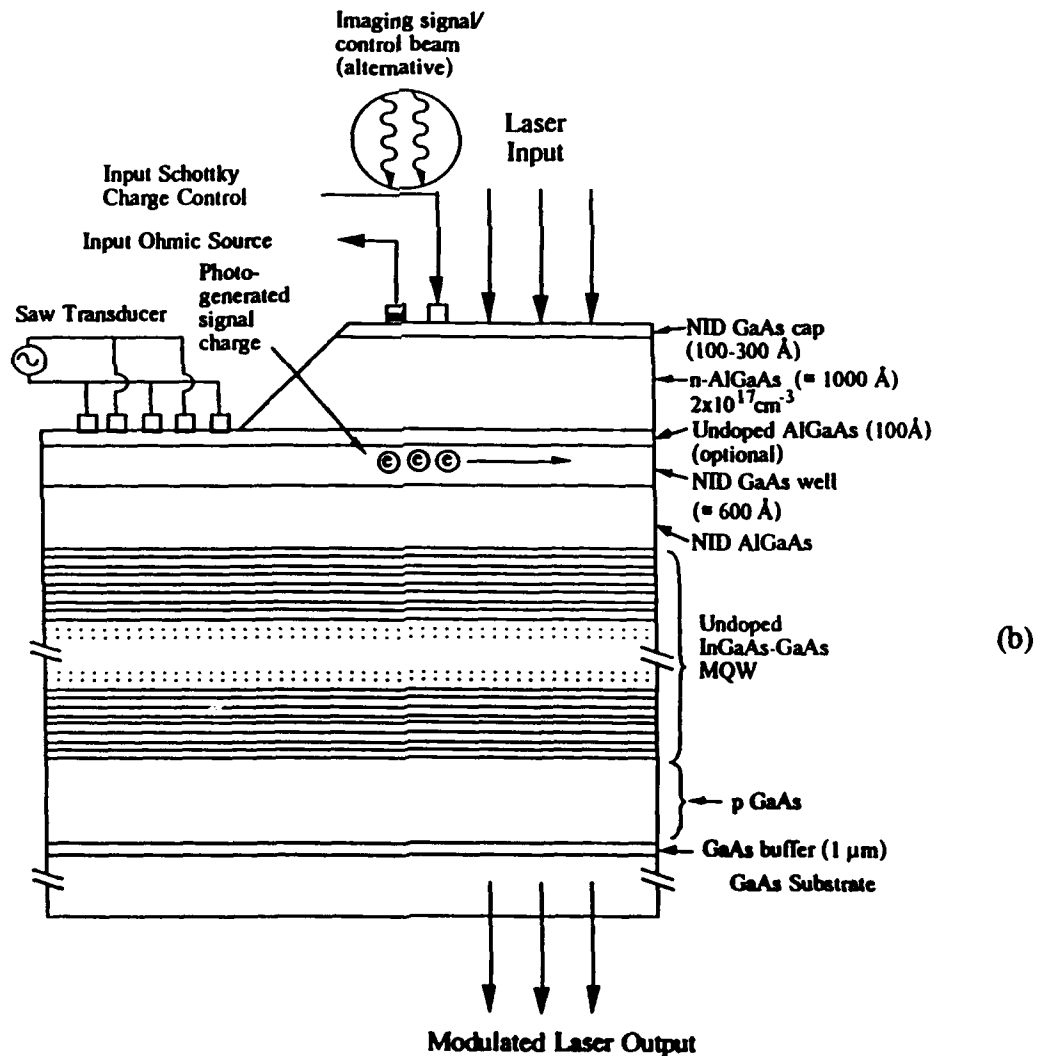 Imaging signal/
control beam
(alternative)
Laser
Input
Input Schottky
Charge Control
Input Ohmic Source
Photo-
generated
signal
charge
Saw Transducer
NID GaAs cap
(100-300 Å)
n-AlGaAs (≈ 1000 Å)
2x10¹⁷cm⁻³
Undoped AlGaAs (100Å)
(optional)
e e e
NID GaAs well
(≈ 600 Å)
NID AlGaAs
Undoped
InGaAs-GaAs
MQW
(b)
p GaAs
GaAs buffer (1 µm)
GaAs Substrate
Modulated Laser Output